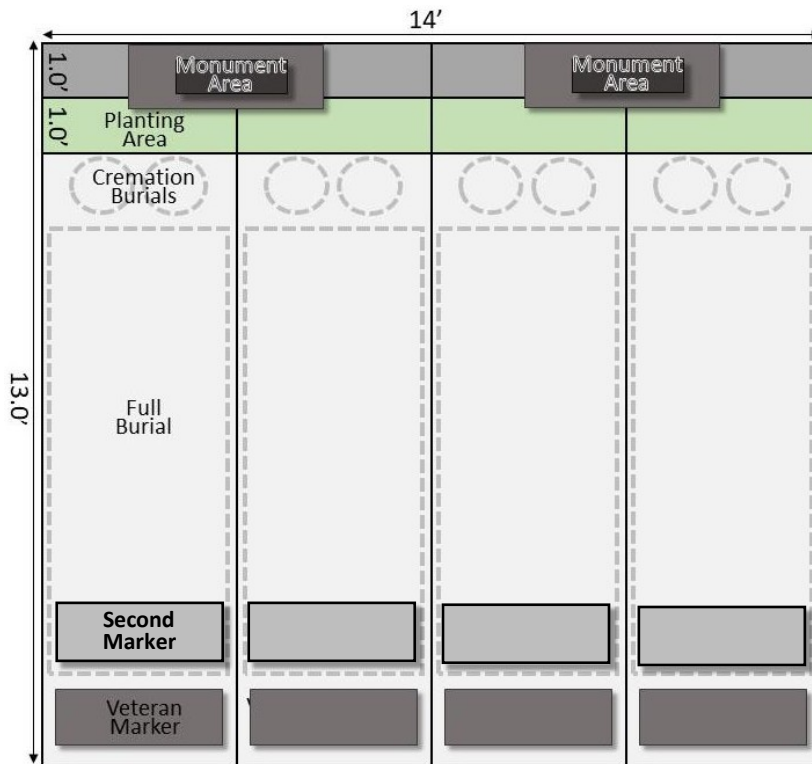 14'
1.0'
Monument
Area
Monument
Area
1.0'
Planting
Area
Cremation
Burials
13.0'
Full
Burial
Second
Marker
Veteran
Marker